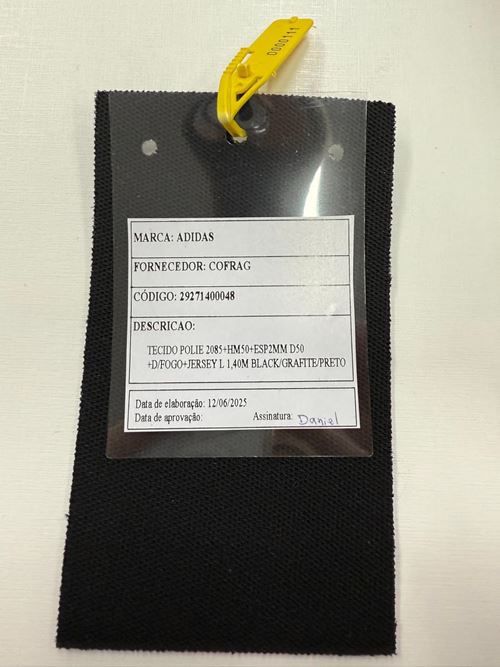 0000111
MARCA: ADIDAS
FORNECEDOR: COFRAG
CÓDIGO: 29271400048
DESCRICAO:
TECIDO POLIE 2085+HM50+ESP2MM D50
+D/FOGO+JERSEY L 1,40M BLACK/GRAFITE/PRETO
Data de elaboração: 12/06/2025
Data de aprovação: Assinatura: Daniel